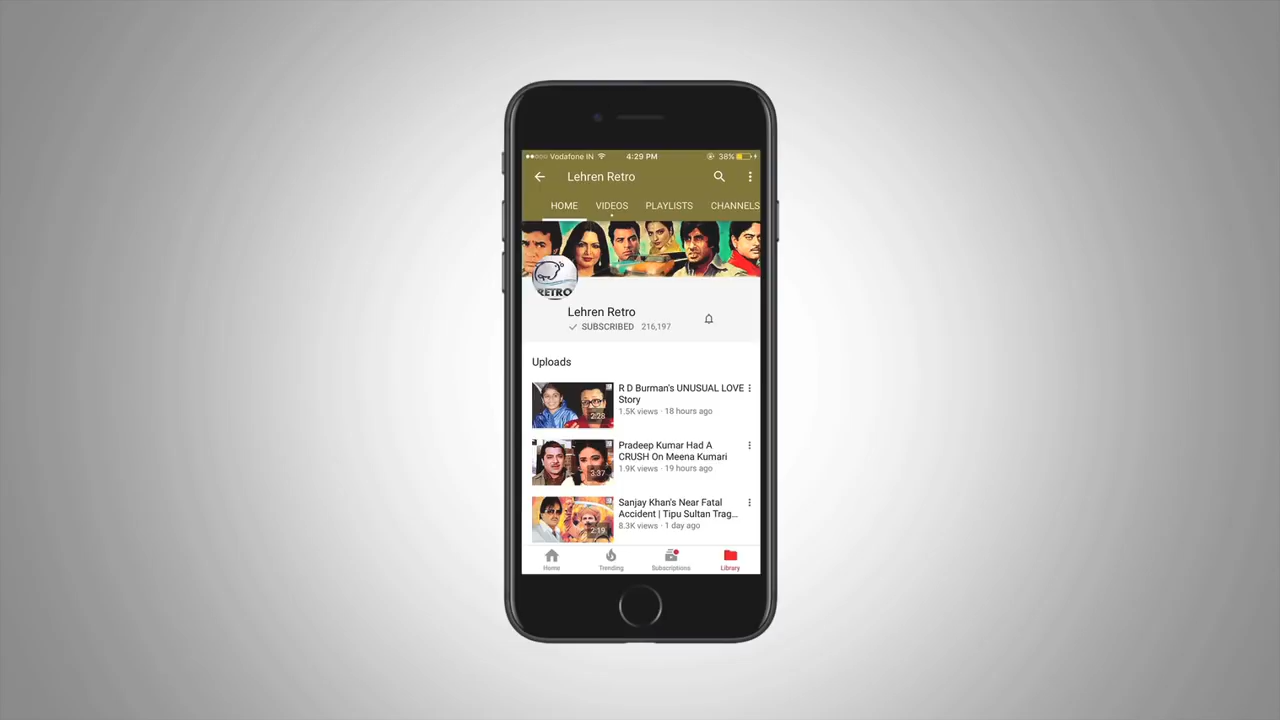 Vodafone IN 4:29 PM 38%
Lehren Retro
HOME VIDEOS PLAYLISTS CHANNELS
RETRO
Lehren Retro
SUBSCRIBED 216,197
Uploads
R D Burman's UNUSUAL LOVE
Story
1.5K views · 18 hours ago
2:28
Pradeep Kumar Had A
CRUSH On Meena Kumari
1.9K views · 19 hours ago
3:37
Sanjay Khan's Near Fatal
Accident | Tipu Sultan Trag...
8.3K views · 1 day ago
2:19
Home Trending Subscriptions Library